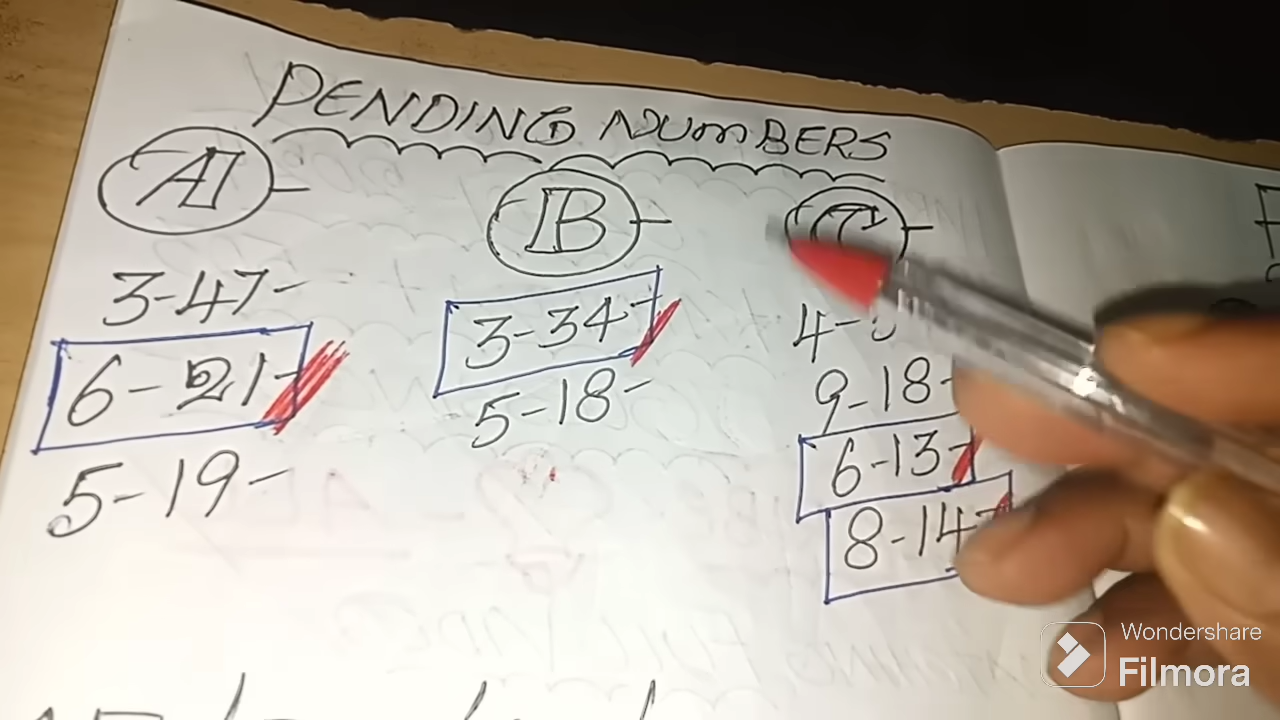 PENDING NUMBERS
A -
B -
C -
3-47-
6-21-
5-19-
3-34-
5-18-
4-
9-18-
6-13-
8-14-
Wondershare
Filmora